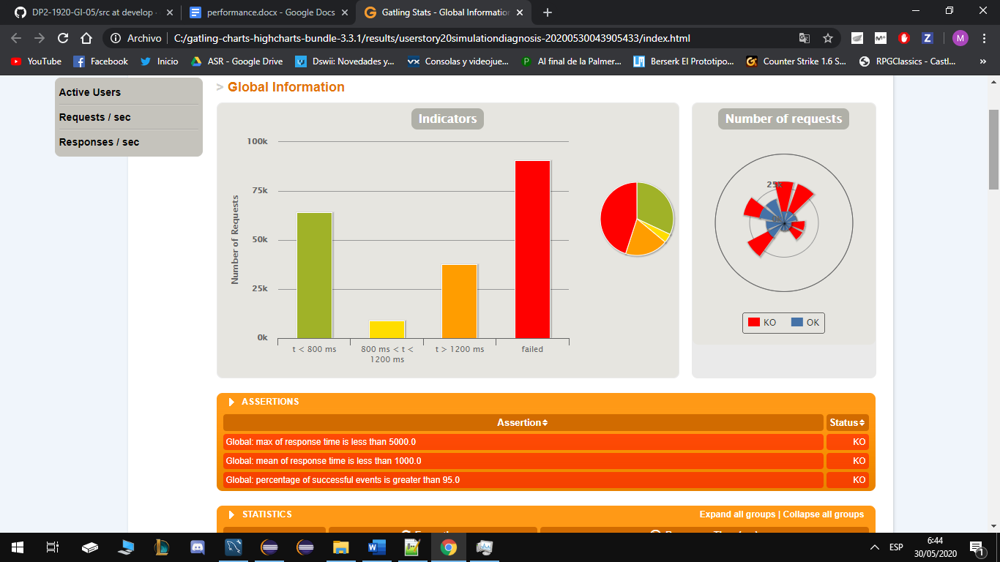 DP2-1920-GI-05/src at develop
performance.docx - Google Docs
Gatling Stats - Global Information
Archivo
C:/gatling-charts-highcharts-bundle-3.3.1/results/userstory20simulationdiagnosis-20200530043905433/index.html
M
YouTube
Facebook
Inicio
ASR - Google Drive
Dswii: Novedades y...
Consolas y videojue...
Al final de la Palmer...
Berserk El Prototipo...
Counter Strike 1.6 S...
RPGClassics - Castl...
»
Active Users
Requests / sec
Responses / sec
> Global Information
Indicators
Number of Requests
100k
75k
50k
25k
0k
t < 800 ms
800 ms < t <
1200 ms
t > 1200 ms
failed
Number of requests
25k
KO
OK
ASSERTIONS
Assertion
Status
Global: max of response time is less than 5000.0
KO
Global: mean of response time is less than 1000.0
KO
Global: percentage of successful events is greater than 95.0
KO
STATISTICS
Expand all groups | Collapse all groups
ESP
6:44
30/05/2020
1